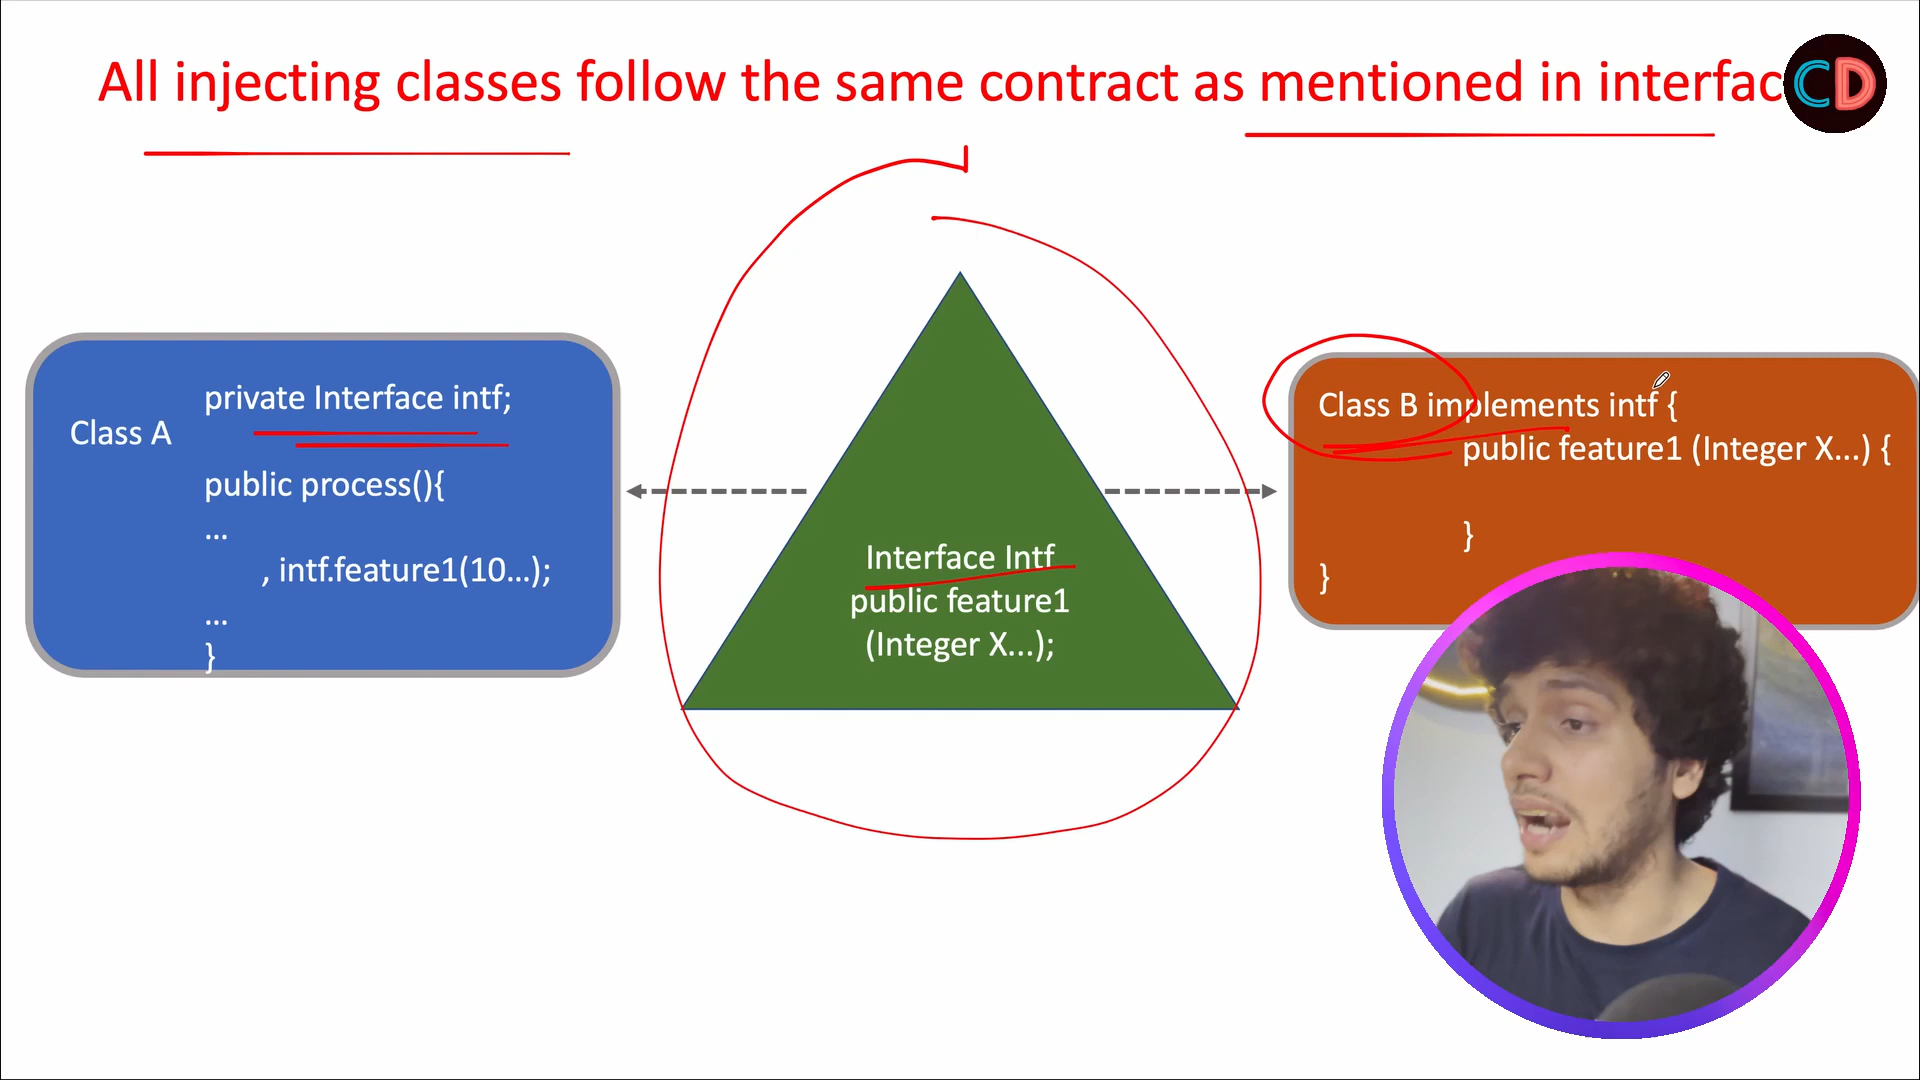 All injecting classes follow the same contract as mentioned in interfac
CD
Class A
private Interface intf;
public process(){
...
, intf.feature1(10...);
...
}
Interface Intf
public feature1
(Integer X...);
Class B implements intf {
public feature1 (Integer X...) {
}
}